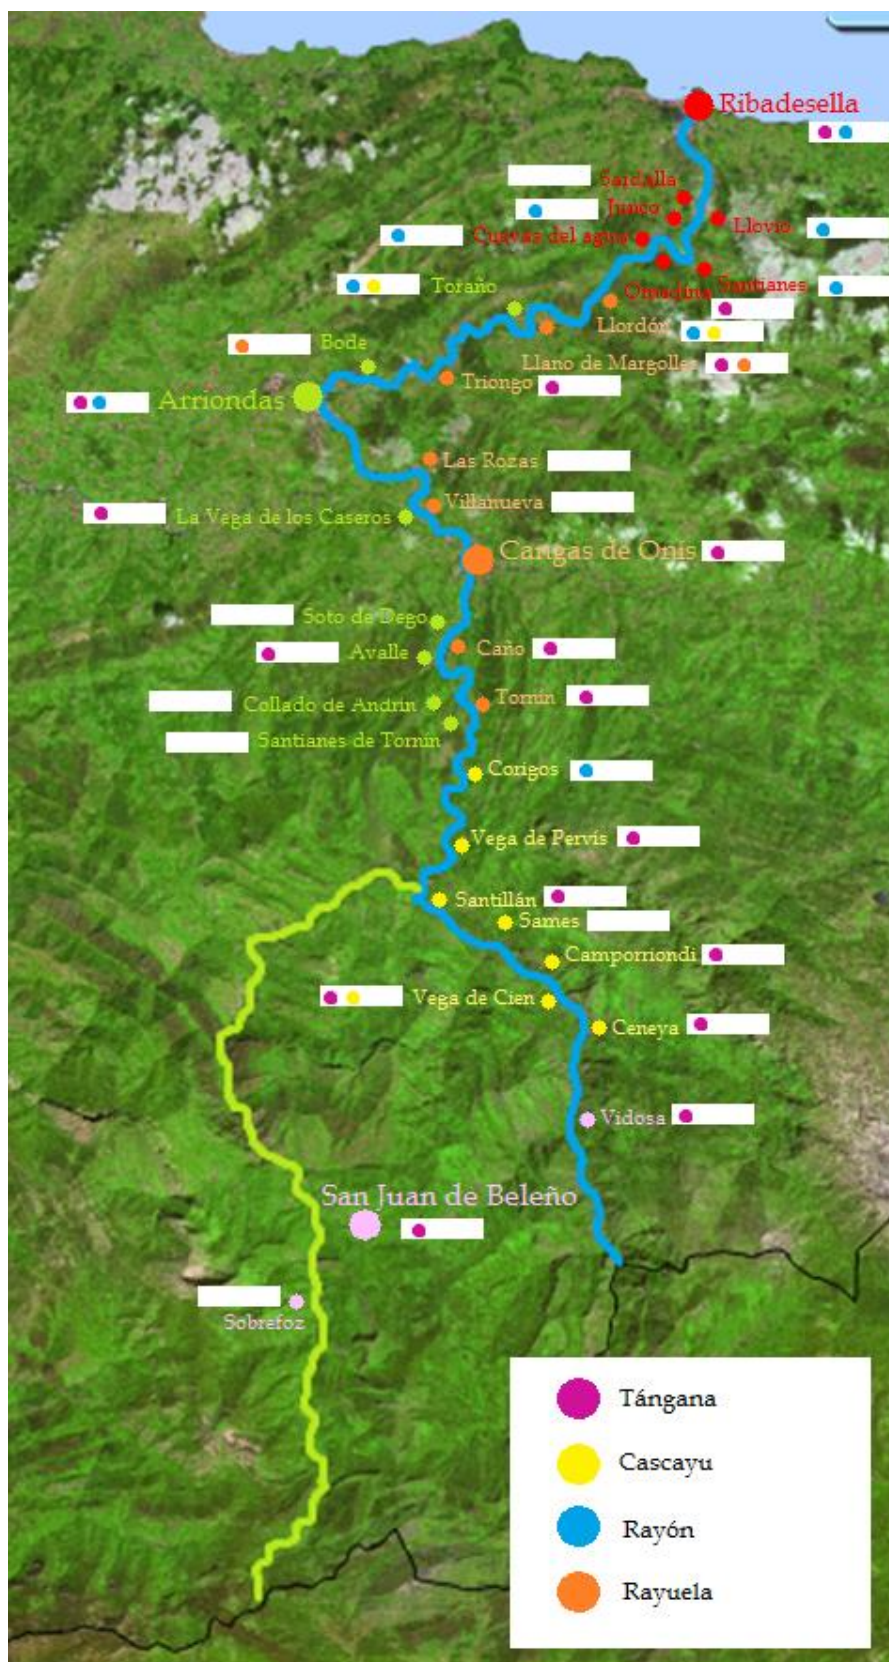 Ribadesella
Sardalla
Junco
Llovio
Cuevas del agua
Santianes
Omedina
Toraño
Llordón
Bode
Llano de Margolles
Triongo
Arriondas
Las Rozas
Villanueva
La Vega de los Caseros
Cangas de Onís
Soto de Dego
Caño
Avalle
Tornín
Collado de Andrín
Santianes de Tornín
Corigos
Vega de Pervís
Santillán
Sames
Camporriondi
Vega de Cien
Ceneya
Vidosa
San Juan de Beleño
Sobrefoz
Tángana
Cascayu
Rayón
Rayuela